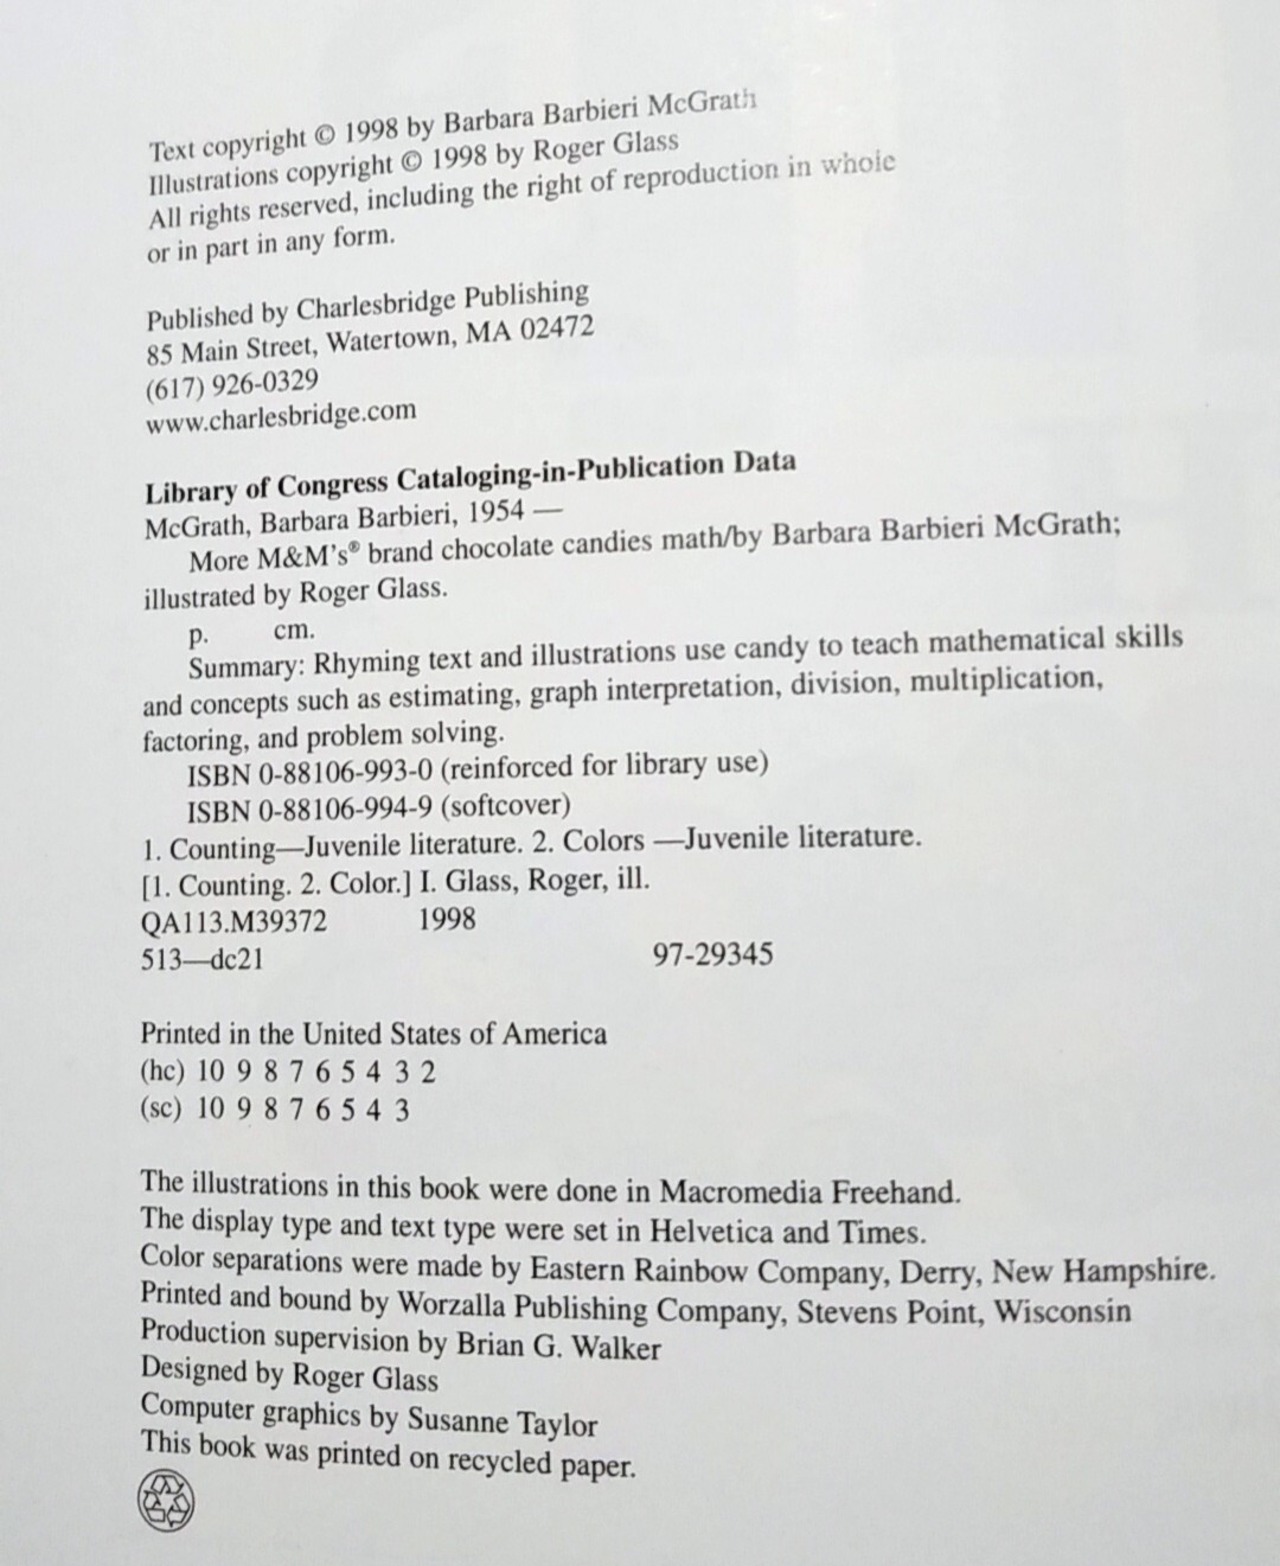 Text copyright © 1998 by Barbara Barbieri McGrath
Illustrations copyright © 1998 by Roger Glass
All rights reserved, including the right of reproduction in whole
or in part in any form.
Published by Charlesbridge Publishing
85 Main Street, Watertown, MA 02472
(617) 926-0329
www.charlesbridge.com
Library of Congress Cataloging-in-Publication Data
McGrath, Barbara Barbieri, 1954 —
More M&M's® brand chocolate candies math/by Barbara Barbieri McGrath;
illustrated by Roger Glass.
p. cm.
Summary: Rhyming text and illustrations use candy to teach mathematical skills
and concepts such as estimating, graph interpretation, division, multiplication,
factoring, and problem solving.
ISBN 0-88106-993-0 (reinforced for library use)
ISBN 0-88106-994-9 (softcover)
1. Counting—Juvenile literature. 2. Colors —Juvenile literature.
[1. Counting. 2. Color.] I. Glass, Roger, ill.
QA113.M39372 1998
513—dc21 97-29345
Printed in the United States of America
(hc) 10 9 8 7 6 5 4 3 2
(sc) 10 9 8 7 6 5 4 3
The illustrations in this book were done in Macromedia Freehand.
The display type and text type were set in Helvetica and Times.
Color separations were made by Eastern Rainbow Company, Derry, New Hampshire.
Printed and bound by Worzalla Publishing Company, Stevens Point, Wisconsin
Production supervision by Brian G. Walker
Designed by Roger Glass
Computer graphics by Susanne Taylor
This book was printed on recycled paper.